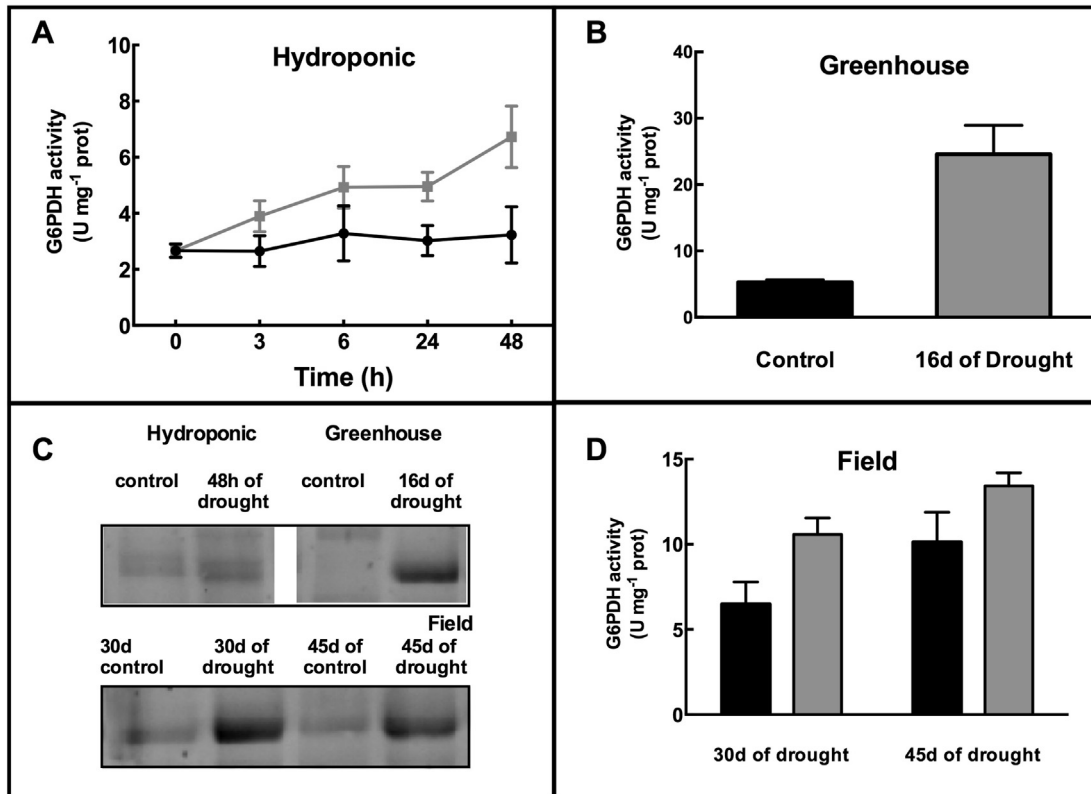 A
Hydroponic
G6PDH activity
(U mg-1 prot)
10
8
6
4
2
0
0 3 6 24 48
Time (h)
B
Greenhouse
G6PDH activity
(U mg-1 prot)
40
30
20
10
0
Control 16d of Drought
C
Hydroponic Greenhouse
control 48h of control 16d of
drought drought
Field
30d 30d of 45d of 45d of
control drought control drought
D
Field
G6PDH activity
(U mg-1 prot)
15
10
5
0
30d of drought 45d of drought